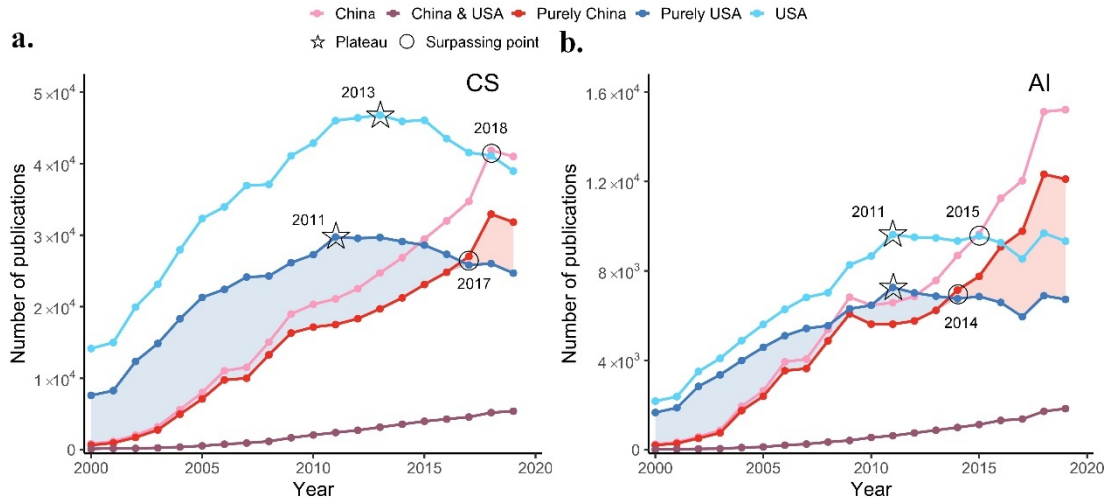 China China & USA Purely China Purely USA USA
Plateau Surpassing point
a.
CS
Number of publications
5×10⁴
4×10⁴
3×10⁴
2×10⁴
1×10⁴
0
2013
2018
2011
2017
2000 2005 2010 2015 2020
Year
b.
AI
Number of publications
1.6×10⁴
1.2×10⁴
8×10³
4×10³
0
2011
2015
2014
2000 2005 2010 2015 2020
Year